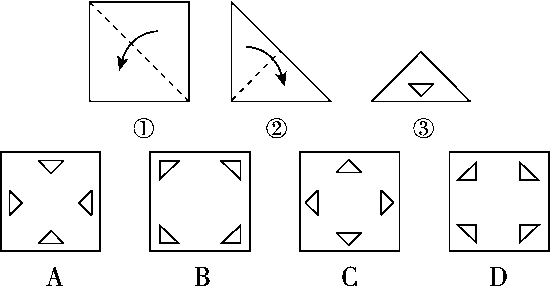 ① ② ③
A B C D